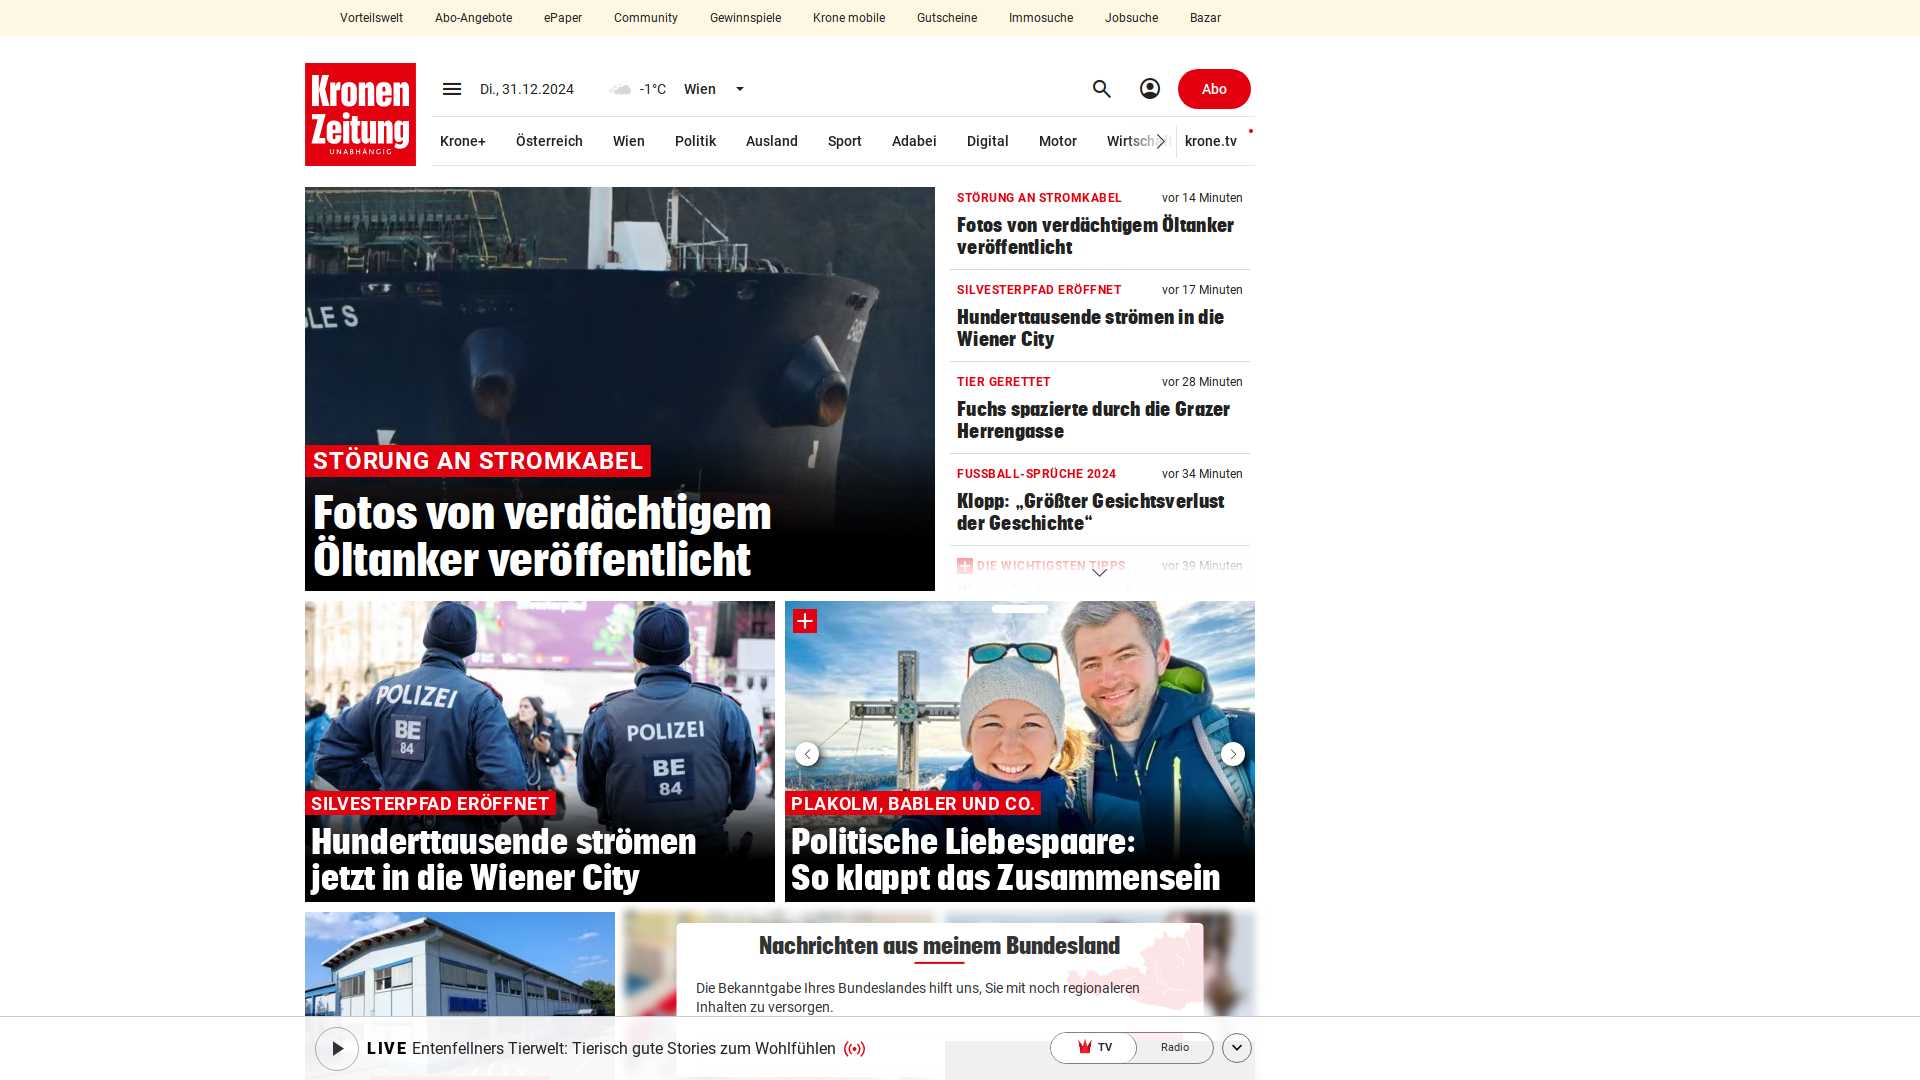 Vorteilswelt Abo-Angebote ePaper Community Gewinnspiele Krone mobile Gutscheine Immosuche Jobsuche Bazar
Kronen
Zeitung
UNABHÄNGIG
Di., 31.12.2024 -1°C Wien
Abo
Krone+ Österreich Wien Politik Ausland Sport Adabei Digital Motor Wirtschaft krone.tv
STÖRUNG AN STROMKABEL
Fotos von verdächtigem
Öltanker veröffentlicht
STÖRUNG AN STROMKABEL vor 14 Minuten
Fotos von verdächtigem Öltanker
veröffentlicht
SILVESTERPFAD ERÖFFNET vor 17 Minuten
Hunderttausende strömen in die
Wiener City
TIER GERETTET vor 28 Minuten
Fuchs spazierte durch die Grazer
Herrengasse
FUSSBALL-SPRÜCHE 2024 vor 34 Minuten
Klopp: „Größter Gesichtsverlust
der Geschichte“
DIE WICHTIGSTEN TIPPS vor 39 Minuten
POLIZEI
BE
84
POLIZEI
BE
84
SILVESTERPFAD ERÖFFNET
Hunderttausende strömen
jetzt in die Wiener City
PLAKOLM, BABLER UND CO.
Politische Liebespaare:
So klappt das Zusammensein
Nachrichten aus meinem Bundesland
Die Bekanntgabe Ihres Bundeslandes hilft uns, Sie mit noch regionaleren
Inhalten zu versorgen.
LIVE Entenfellners Tierwelt: Tierisch gute Stories zum Wohlfühlen
TV Radio